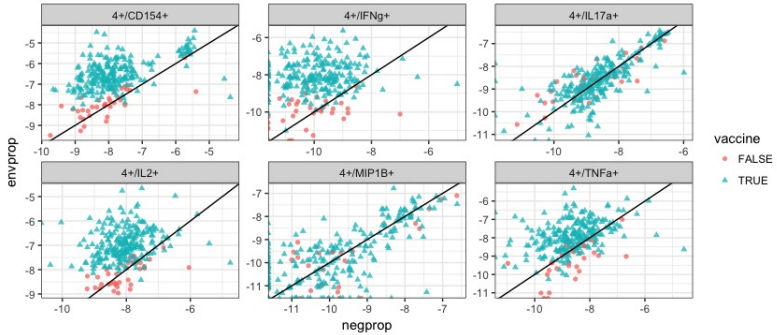 4+/CD154+ 4+/IFNg+ 4+/IL17a+
-5 -6 -7 -8 -9
-10 -9 -8 -7 -6 -5
-6 -8 -10
-10 -8 -6
-7 -8 -9 -10 -11
-12 -10 -8 -6
envprop
4+/IL2+ 4+/MIP1B+ 4+/TNFa+
-5 -6 -7 -8 -9
-10 -8 -6 -4
-7 -8 -9 -10 -11
-11 -10 -9 -8 -7
-6 -7 -8 -9 -10 -11
-10 -8 -6
negprop
vaccine
FALSE
TRUE